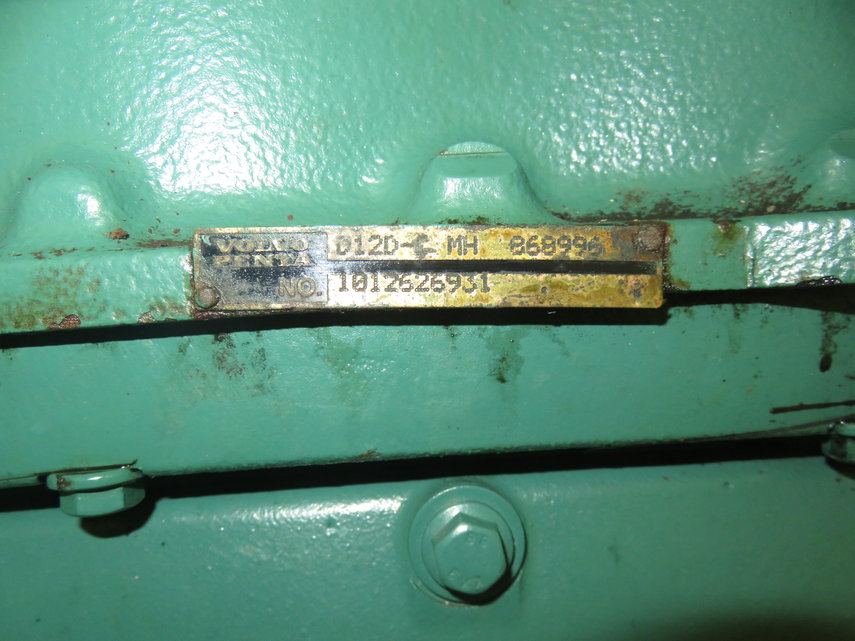 VOLVO PENTA D12D-C MH 868996
NO. 1012626931